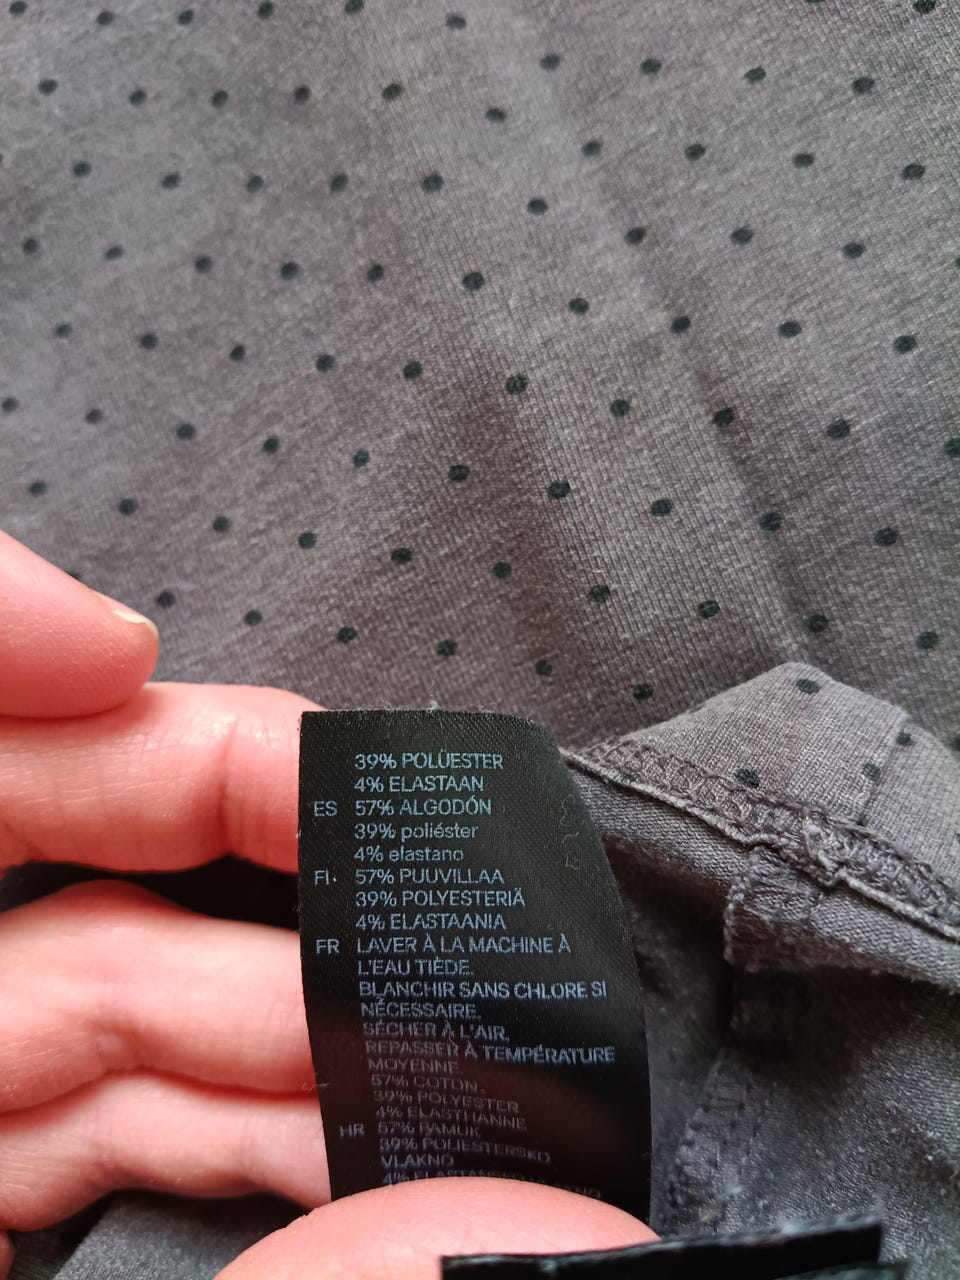 39% POLÜESTER
4% ELASTAAN
ES 57% ALGODÓN
39% poliéster
4% elastano
FI 57% PUUVILLAA
39% POLYESTERIÄ
4% ELASTAANIA
FR LAVER À LA MACHINE À
L'EAU TIÈDE.
BLANCHIR SANS CHLORE SI
NÉCESSAIRE.
SÉCHER À L'AIR.
REPASSER À TEMPÉRATURE
MOYENNE.
57% COTON
39% POLYESTER
4% ELASTHANNE
HR 57% PAMUK
39% POLIESTERSKO
VLAKNO
4%